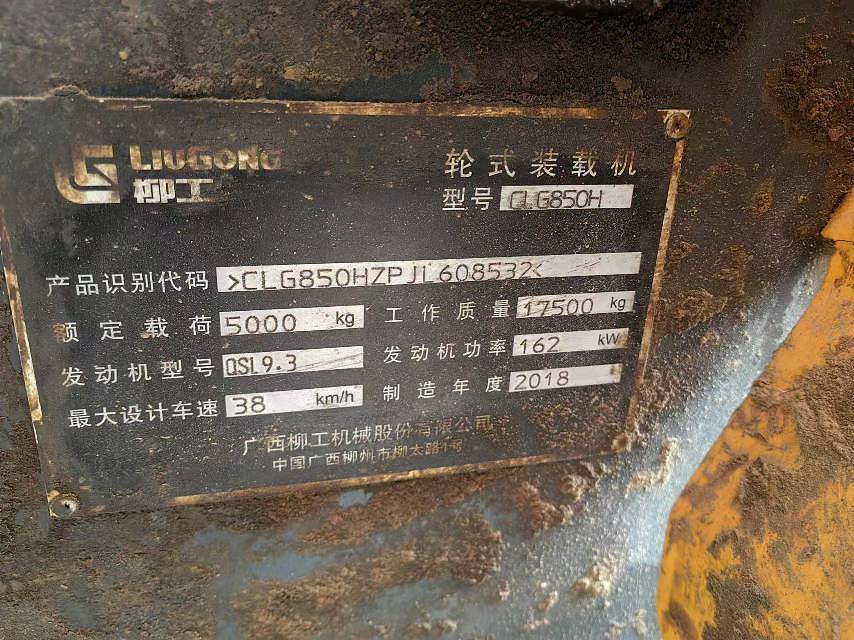 LIUGONG
柳工
轮式装载机
型号 CLG850H
产品识别代码 >CLG850HZPJL608532<
额定载荷 5000 kg 工作质量 17500 kg
发动机型号 QSL9.3 发动机功率 162 kW
最大设计车速 38 km/h 制造年度 2018
广西柳工机械股份有限公司
中国广西柳州市柳太路1号